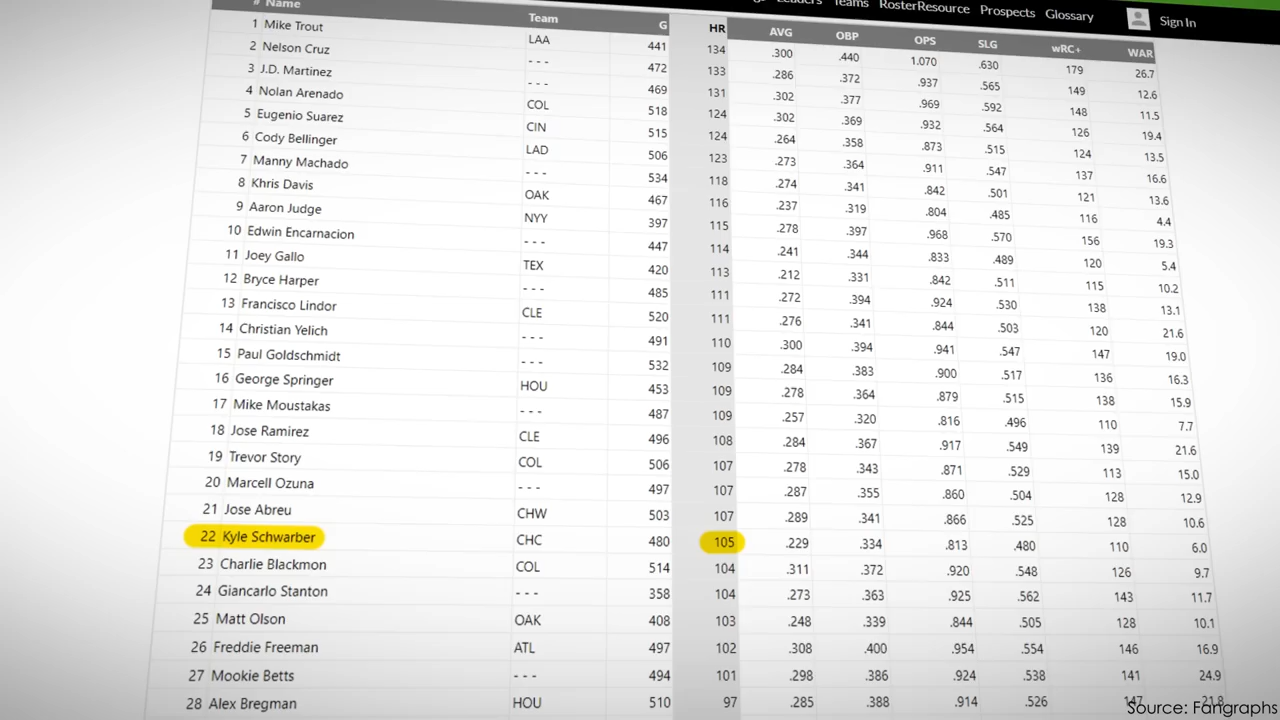 Leaders Teams RosterResource Prospects Glossary Sign In
# Name Team G HR AVG OBP OPS SLG wRC+ WAR
1 Mike Trout LAA 441 134 .300 .440 1.070 .630 179 26.7
2 Nelson Cruz - - - 472 133 .286 .372 .937 .565 149 12.6
3 J.D. Martinez - - - 469 131 .302 .377 .969 .592 148 11.5
4 Nolan Arenado COL 518 124 .302 .369 .932 .564 126 19.4
5 Eugenio Suarez CIN 515 124 .264 .358 .873 .515 124 13.5
6 Cody Bellinger LAD 506 123 .273 .364 .911 .547 137 16.6
7 Manny Machado - - - 534 118 .274 .341 .842 .501 121 13.6
8 Khris Davis OAK 467 116 .237 .319 .804 .485 116 4.4
9 Aaron Judge NYY 397 115 .278 .397 .968 .570 156 19.3
10 Edwin Encarnacion - - - 447 114 .241 .344 .833 .489 120 5.4
11 Joey Gallo TEX 420 113 .212 .331 .842 .511 115 10.2
12 Bryce Harper - - - 485 111 .272 .394 .924 .530 138 13.1
13 Francisco Lindor CLE 520 111 .276 .341 .844 .503 120 21.6
14 Christian Yelich - - - 491 110 .300 .394 .941 .547 147 19.0
15 Paul Goldschmidt - - - 532 109 .284 .383 .900 .517 136 16.3
16 George Springer HOU 453 109 .278 .364 .879 .515 138 15.9
17 Mike Moustakas - - - 487 109 .257 .320 .816 .496 110 7.7
18 Jose Ramirez CLE 496 108 .284 .367 .917 .549 139 21.6
19 Trevor Story COL 506 107 .278 .343 .871 .529 113 15.0
20 Marcell Ozuna - - - 497 107 .287 .355 .860 .504 128 12.9
21 Jose Abreu CHW 503 107 .289 .341 .866 .525 128 10.6
22 Kyle Schwarber CHC 480 105 .229 .334 .813 .480 110 6.0
23 Charlie Blackmon COL 514 104 .311 .372 .920 .548 126 9.7
24 Giancarlo Stanton - - - 358 104 .273 .363 .925 .562 143 11.7
25 Matt Olson OAK 408 103 .248 .339 .844 .505 128 10.1
26 Freddie Freeman ATL 497 102 .308 .400 .954 .554 146 16.9
27 Mookie Betts - - - 494 101 .298 .386 .924 .538 141 24.9
28 Alex Bregman HOU 510 97 .285 .388 .914 .526 147 21.8
Source: Fangraphs